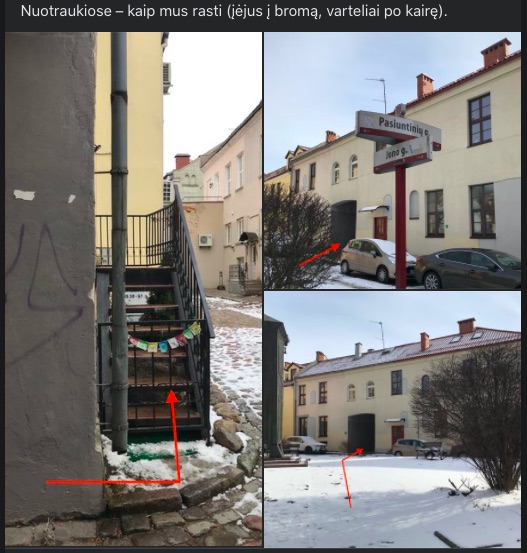 Nuotraukiose – kaip mus rasti (įėjus į bromą, varteliai po kairę).
Pasiuntinių g.
Jono g.